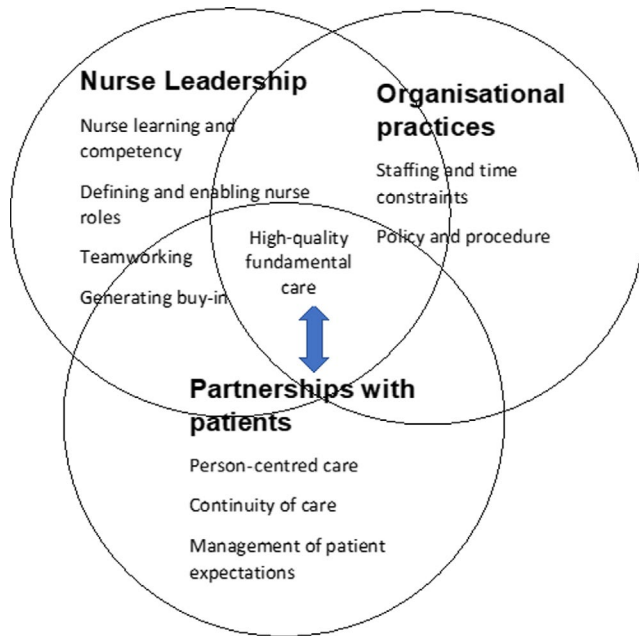 Nurse Leadership
Nurse learning and
competency
Defining and enabling nurse
roles
Teamworking
Generating buy-in
Organisational
practices
Staffing and time
constraints
Policy and procedure
High-quality
fundamental
care
Partnerships with
patients
Person-centred care
Continuity of care
Management of patient
expectations